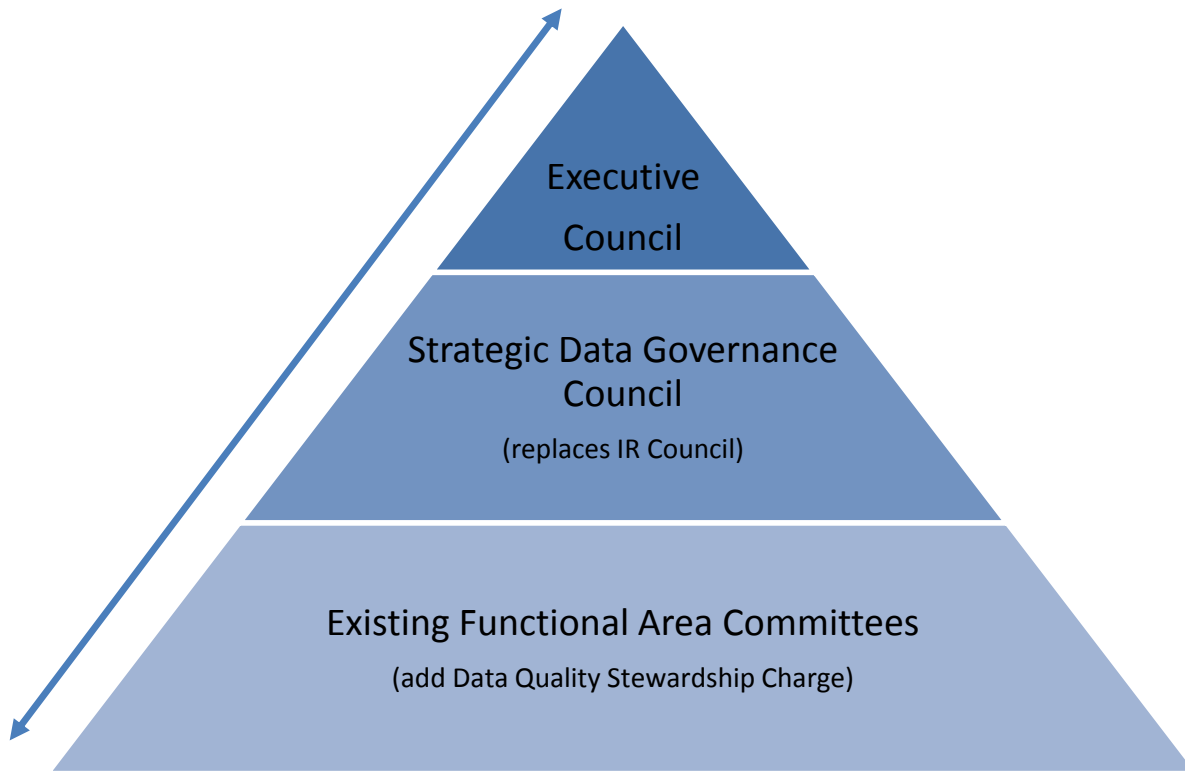 Executive
Council
Strategic Data Governance
Council
(replaces IR Council)
Existing Functional Area Committees
(add Data Quality Stewardship Charge)